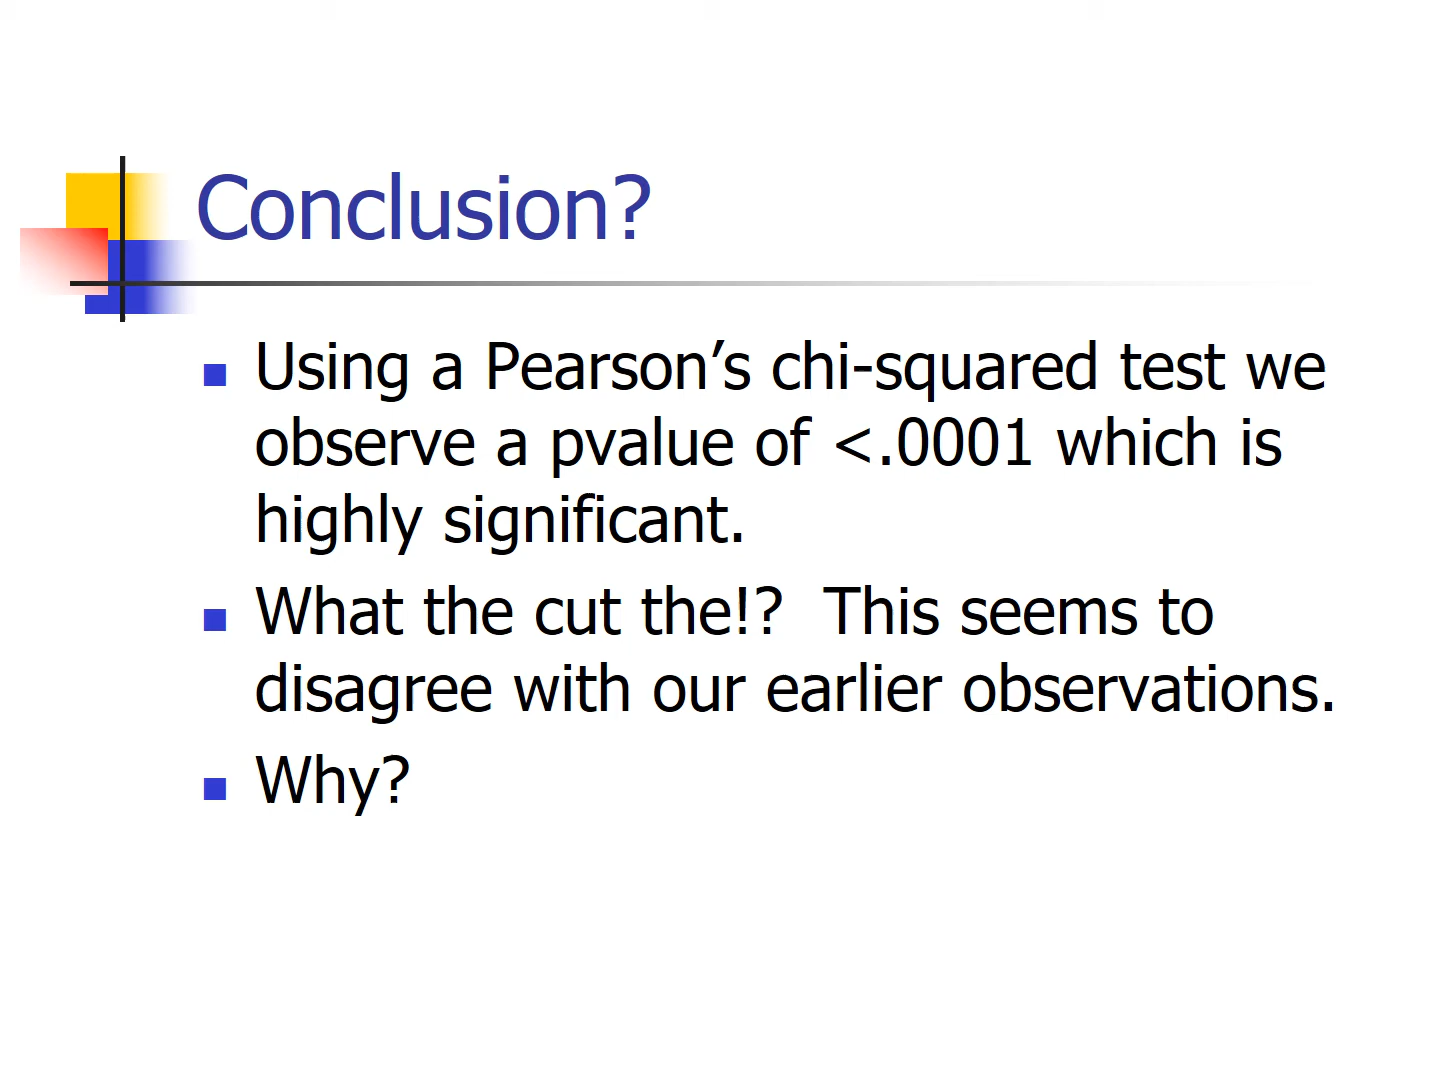 Conclusion?
Using a Pearson’s chi-squared test we
observe a pvalue of <.0001 which is
highly significant.
What the cut the!?  This seems to
disagree with our earlier observations.
Why?